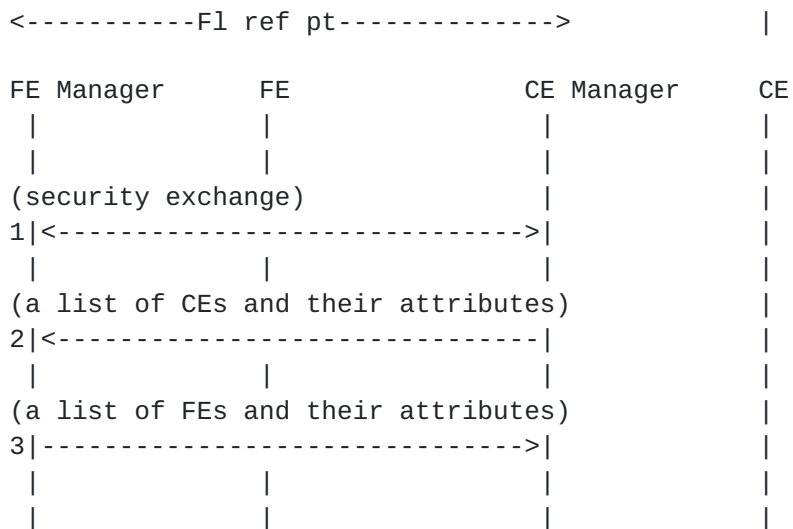 <-----------Fl ref pt--------------> |
FE Manager FE CE Manager CE
| | | |
| | | |
(security exchange) | |
1|<------------------------------>| |
| | | |
(a list of CEs and their attributes) |
2|<-------------------------------| |
| | | |
(a list of FEs and their attributes) |
3|------------------------------->| |
| | | |
| | | |